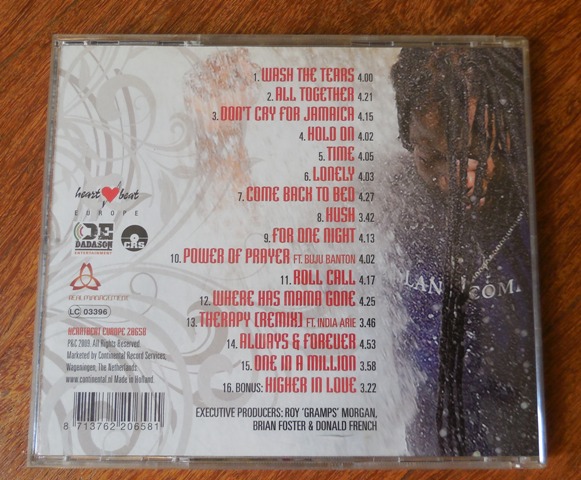 1. WASH THE TEARS 4.00
2. ALL TOGETHER 4.21
3. DON'T CRY FOR JAMAICA 4.15
4. HOLD ON 4.02
5. TIME 4.05
6. LONELY 4.03
7. COME BACK TO BED 4.27
8. HUSH 3.42
9. FOR ONE NIGHT 4.13
10. POWER OF PRAYER FT. BUJU BANTON 4.02
11. ROLL CALL 4.17
12. WHERE HAS MAMA GONE 4.25
13. THERAPY (REMIX) FT. INDIA·ARIE 3.46
14. ALWAYS & FOREVER 4.53
15. ONE IN A MILLION 3.58
16. BONUS: HIGHER IN LOVE 3.22
EXECUTIVE PRODUCERS: ROY 'GRAMPS' MORGAN,
BRIAN FOSTER & DONALD FRENCH
heart beat
EUROPE
DADASON
ENTERTAINMENT
CRS
REALMANAGEMENT
LC 03396
HEARTBEAT EUROPE 20658
P&C 2009. All Rights Reserved.
Marketed by Continental Record Services,
Wageningen, The Netherlands
www.continental.nl Made in Holland.
8 713762 206581
LAN
COM.